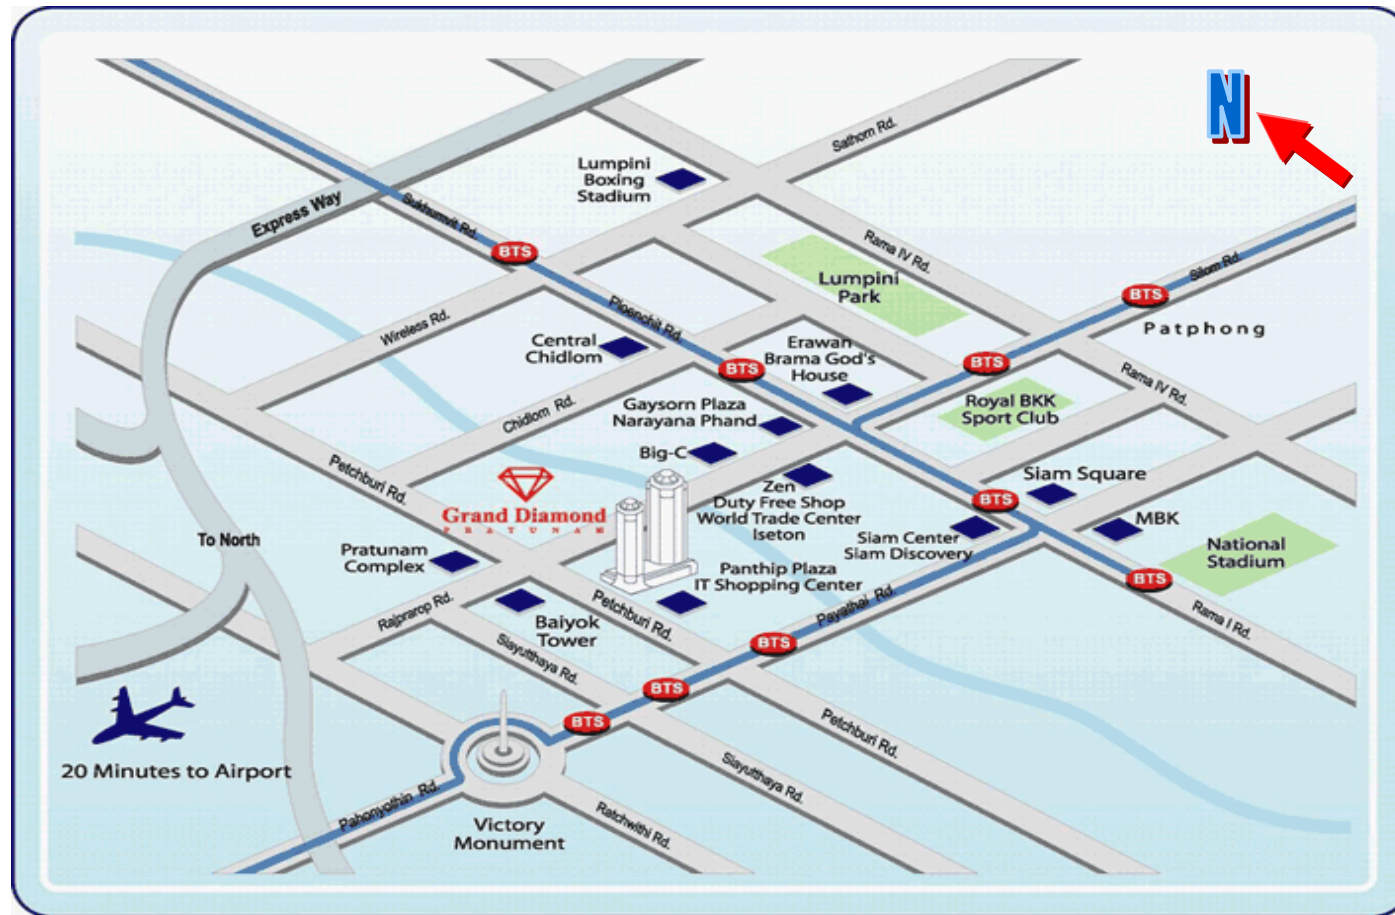 N
Sathorn Rd.
Lumpini
Boxing
Stadium
Express Way
Sukhumvit Rd.
BTS
Rama IV Rd.
Silom Rd.
Lumpini
Park
BTS
Patphong
Wireless Rd.
Ploenchit Rd.
Central
Chidlom
Erawan
Brama God's
House
BTS
BTS
Rama IV Rd.
Royal BKK
Sport Club
Chidlom Rd.
Gaysorn Plaza
Narayana Phand
Big-C
Petchburi Rd.
Grand Diamond
PRATUNAM
Zen
Duty Free Shop
World Trade Center
Iseton
Siam Square
BTS
MBK
Siam Center
Siam Discovery
National
Stadium
To North
Pratunam
Complex
Panthip Plaza
IT Shopping Center
BTS
Rajprarop Rd.
Petchburi Rd.
Payathai Rd.
Rama I Rd.
Baiyok
Tower
Siayutthaya Rd.
BTS
BTS
BTS
20 Minutes to Airport
Petchburi Rd.
Siayutthaya Rd.
Pahonyothin Rd.
Victory
Monument
Ratchwithi Rd.